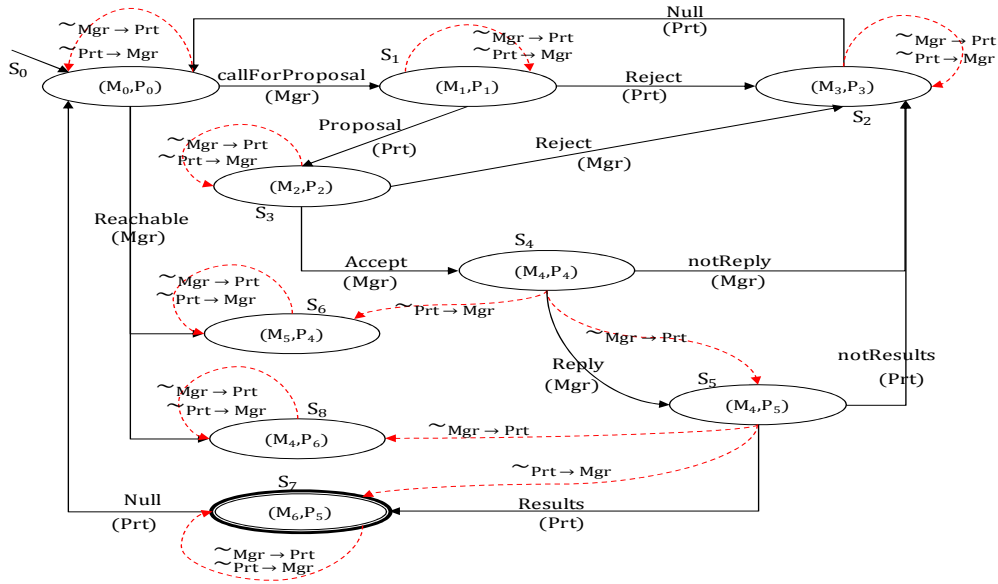 Null
(Prt)
∼Mgr → Prt
∼Prt → Mgr
S0
(M0,P0)
callForProposal
(Mgr)
S1
∼Mgr → Prt
∼Prt → Mgr
(M1,P1)
Reject
(Prt)
∼Mgr → Prt
∼Prt → Mgr
(M3,P3)
S2
Proposal
(Prt)
∼Mgr → Prt
∼Prt → Mgr
(M2,P2)
S3
Reject
(Mgr)
Reachable
(Mgr)
Accept
(Mgr)
S4
(M4,P4)
notReply
(Mgr)
∼Mgr → Prt
∼Prt → Mgr
S6
(M5,P4)
∼Prt → Mgr
∼Mgr → Prt
Reply
(Mgr)
notResults
(Prt)
S5
(M4,P5)
∼Mgr → Prt
∼Prt → Mgr
S8
(M4,P6)
∼Mgr → Prt
∼Prt → Mgr
S7
(M6,P5)
Null
(Prt)
Results
(Prt)
∼Mgr → Prt
∼Prt → Mgr